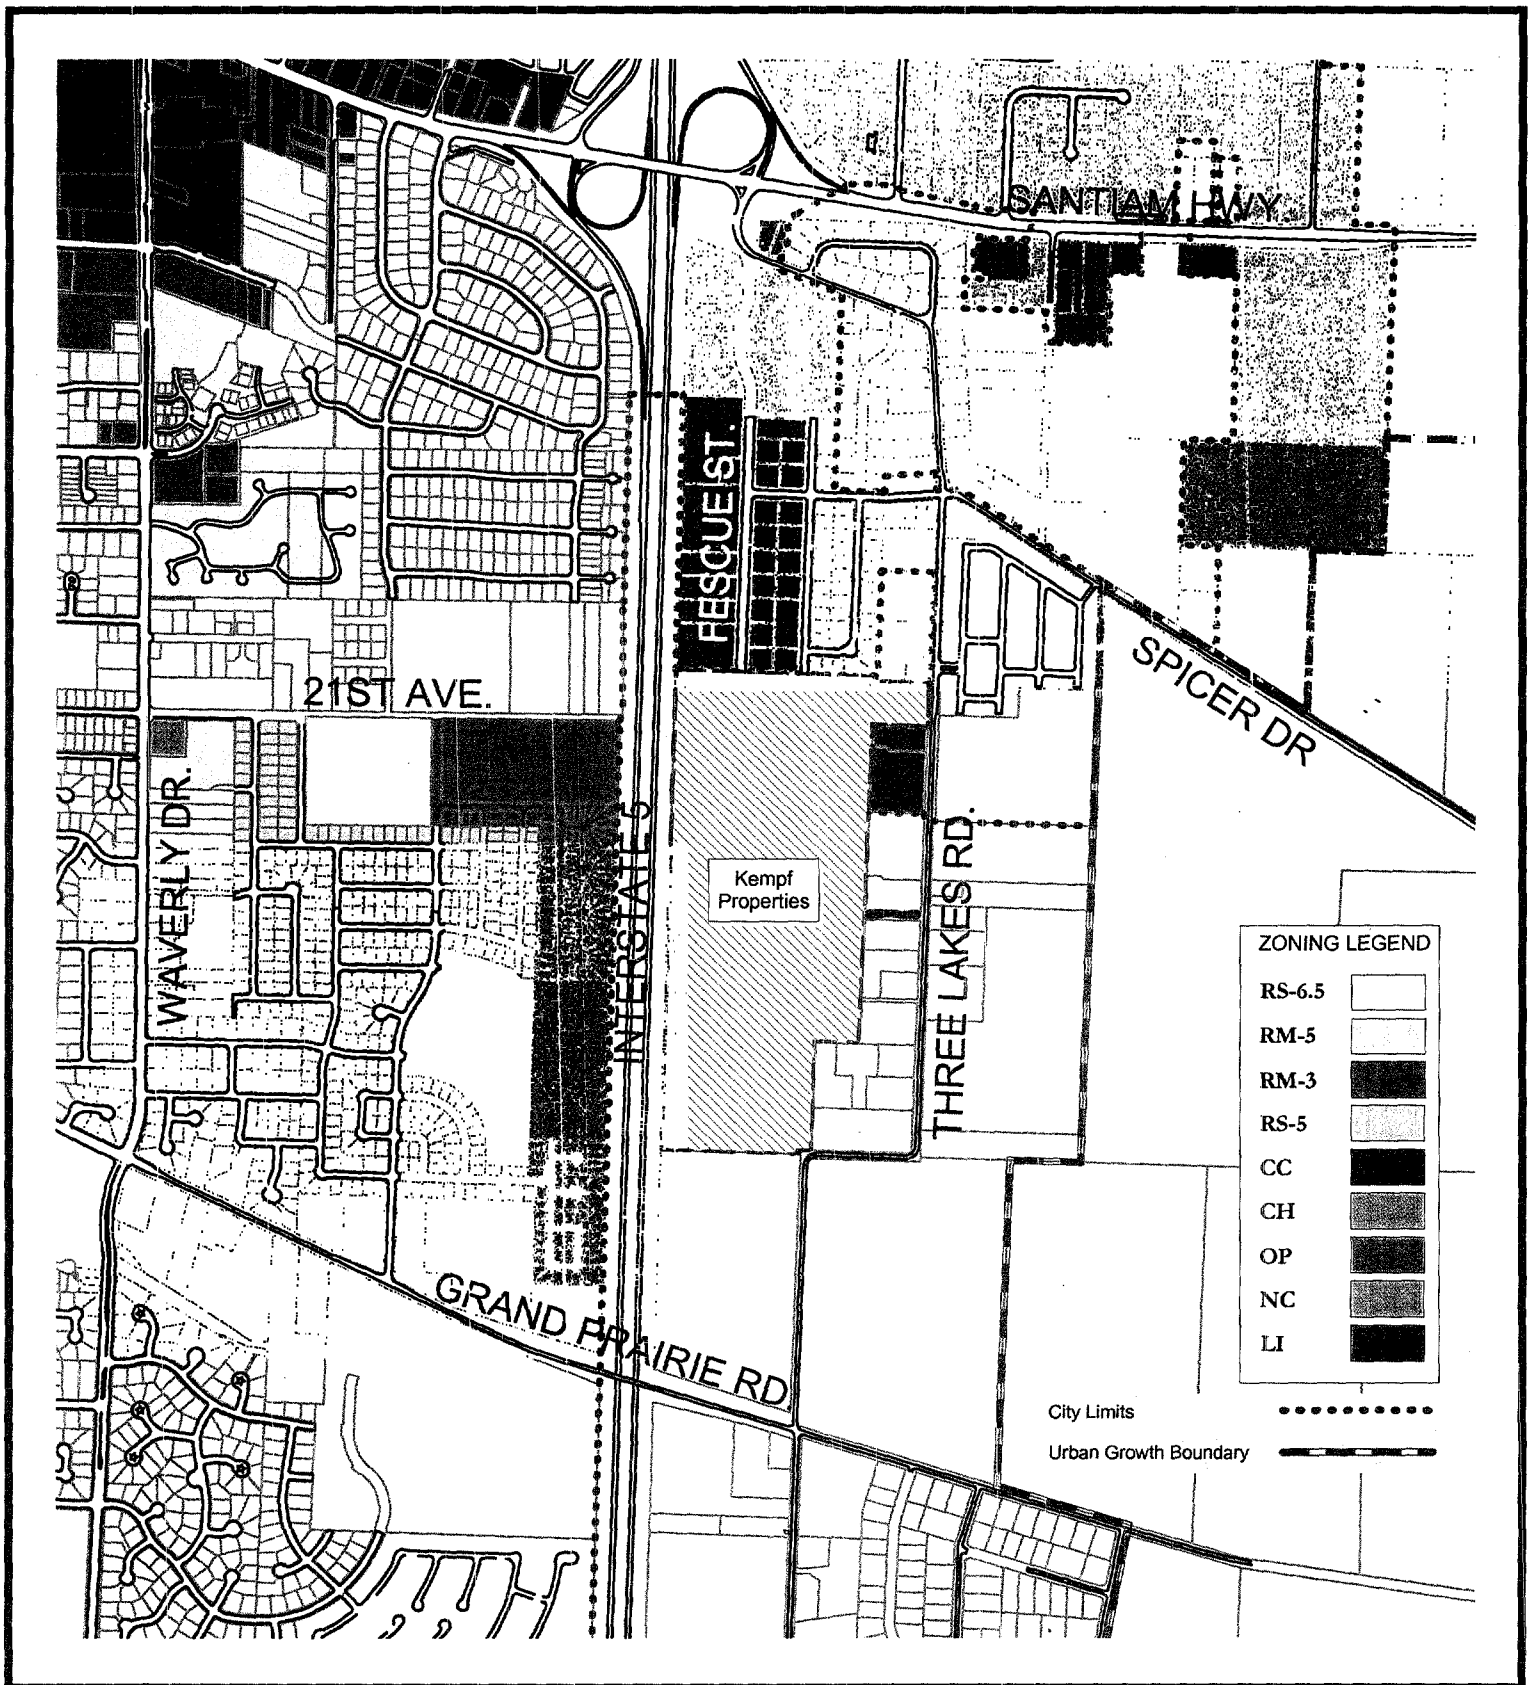 SANTIAM HWY
FESCUE ST.
SPICER DR
21ST AVE.
WAVERLY DR.
INTERSTATE 5
Kempf
Properties
THREE LAKES RD.
GRAND PRAIRIE RD
ZONING LEGEND
RS-6.5
RM-5
RM-3
RS-5
CC
CH
OP
NC
LI
City Limits
Urban Growth Boundary